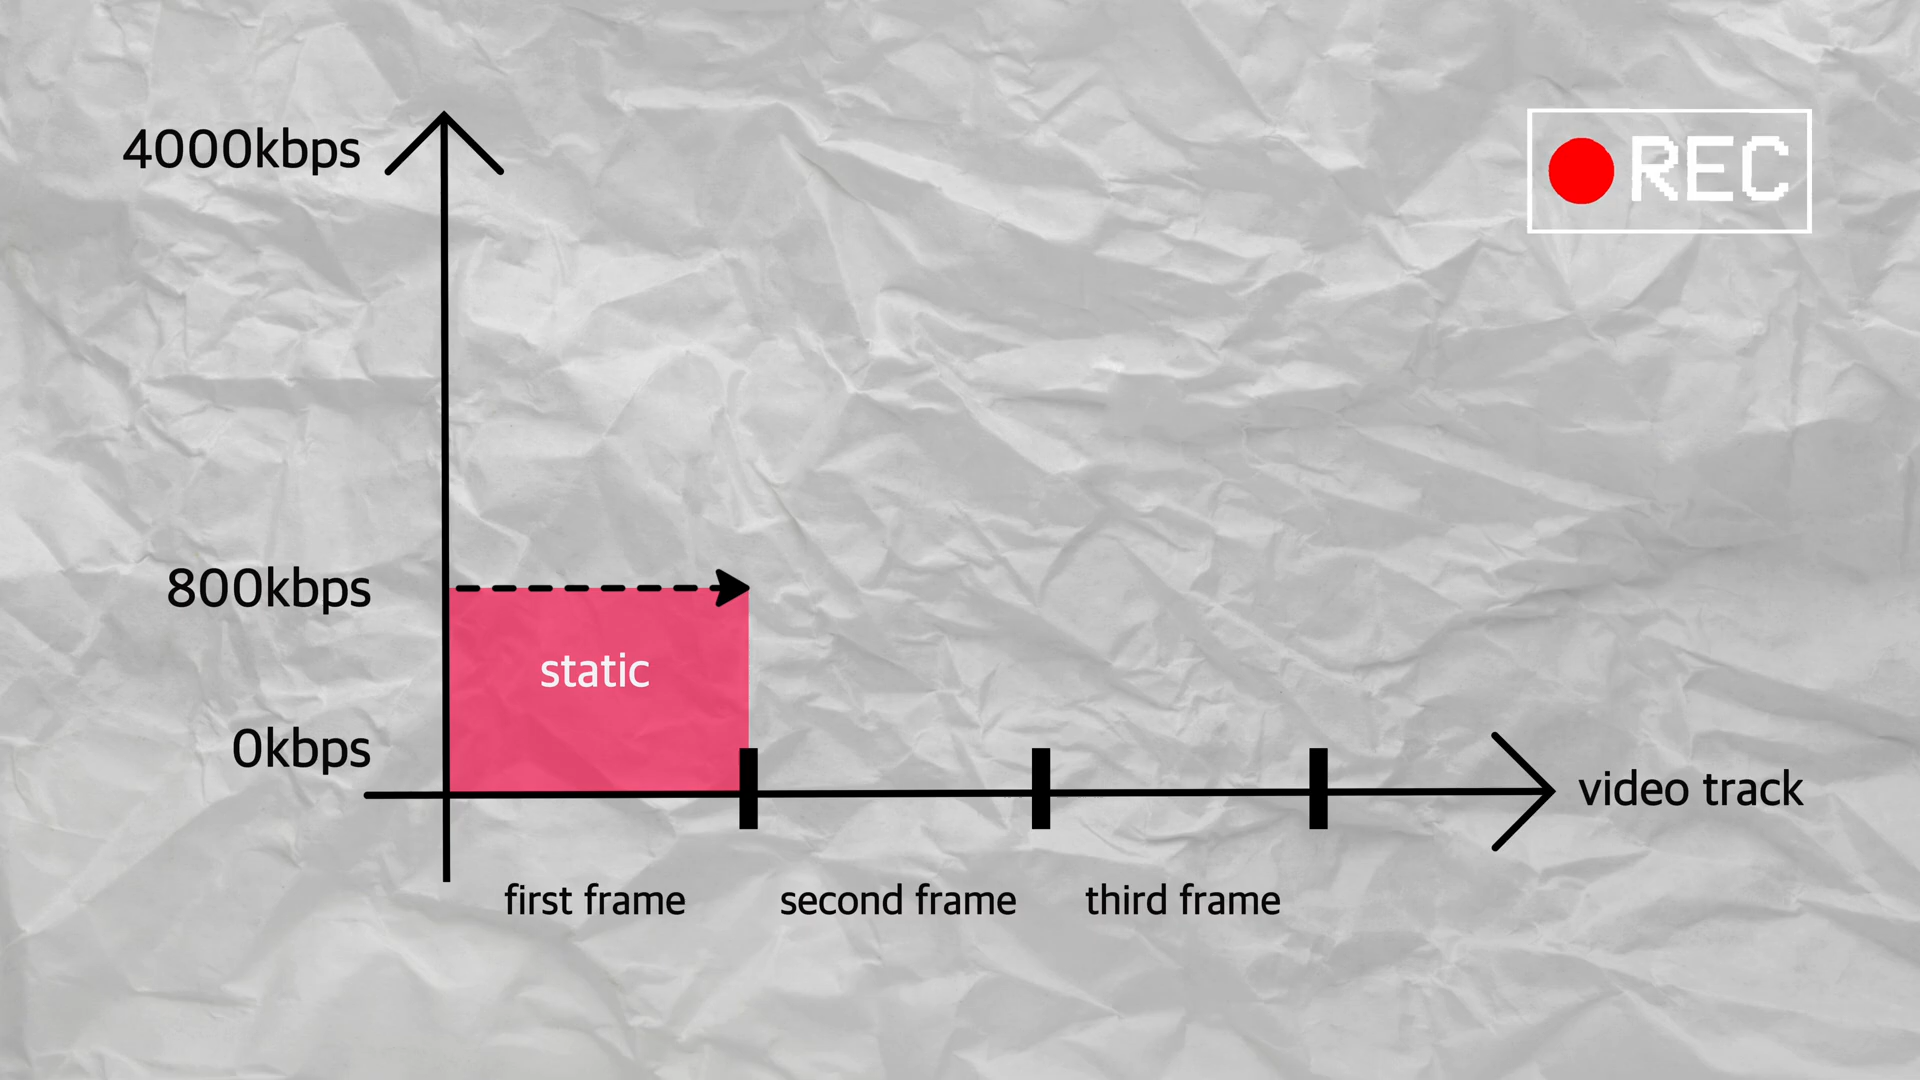 4000kbps
REC
800kbps
static
0kbps
video track
first frame
second frame
third frame